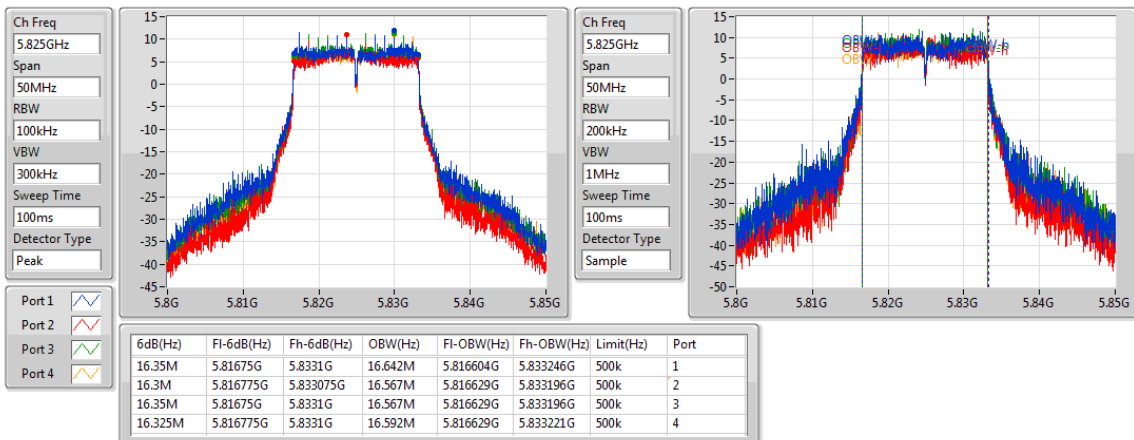 Ch Freq
5.825GHz
Span
50MHz
RBW
100kHz
VBW
300kHz
Sweep Time
100ms
Detector Type
Peak
15
10
5
0
-5
-10
-15
-20
-25
-30
-35
-40
-45
5.8G 5.81G 5.82G 5.83G 5.84G 5.85G
Ch Freq
5.825GHz
Span
50MHz
RBW
200kHz
VBW
1MHz
Sweep Time
100ms
Detector Type
Sample
15
10
5
0
-5
-10
-15
-20
-25
-30
-35
-40
-45
-50
5.8G 5.81G 5.82G 5.83G 5.84G 5.85G
Port 1
Port 2
Port 3
Port 4
6dB(Hz) Fl-6dB(Hz) Fh-6dB(Hz) OBW(Hz) Fl-OBW(Hz) Fh-OBW(Hz) Limit(Hz) Port
16.35M 5.81675G 5.8331G 16.642M 5.816604G 5.833246G 500k 1
16.3M 5.816775G 5.833075G 16.567M 5.816629G 5.833196G 500k 2
16.35M 5.81675G 5.8331G 16.567M 5.816629G 5.833196G 500k 3
16.325M 5.816775G 5.8331G 16.592M 5.816629G 5.833221G 500k 4